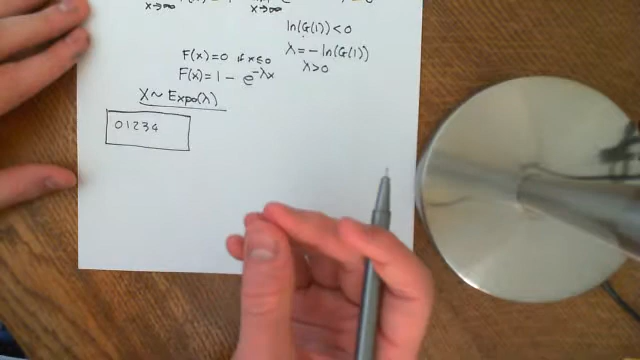 x→∞ x→∞
ln(G(1)) < 0
F(x) = 0 if x ≤ 0 λ = − ln(G(1))
F(x) = 1 − e^{−λx} λ > 0
X ~ Expo(λ)
01234